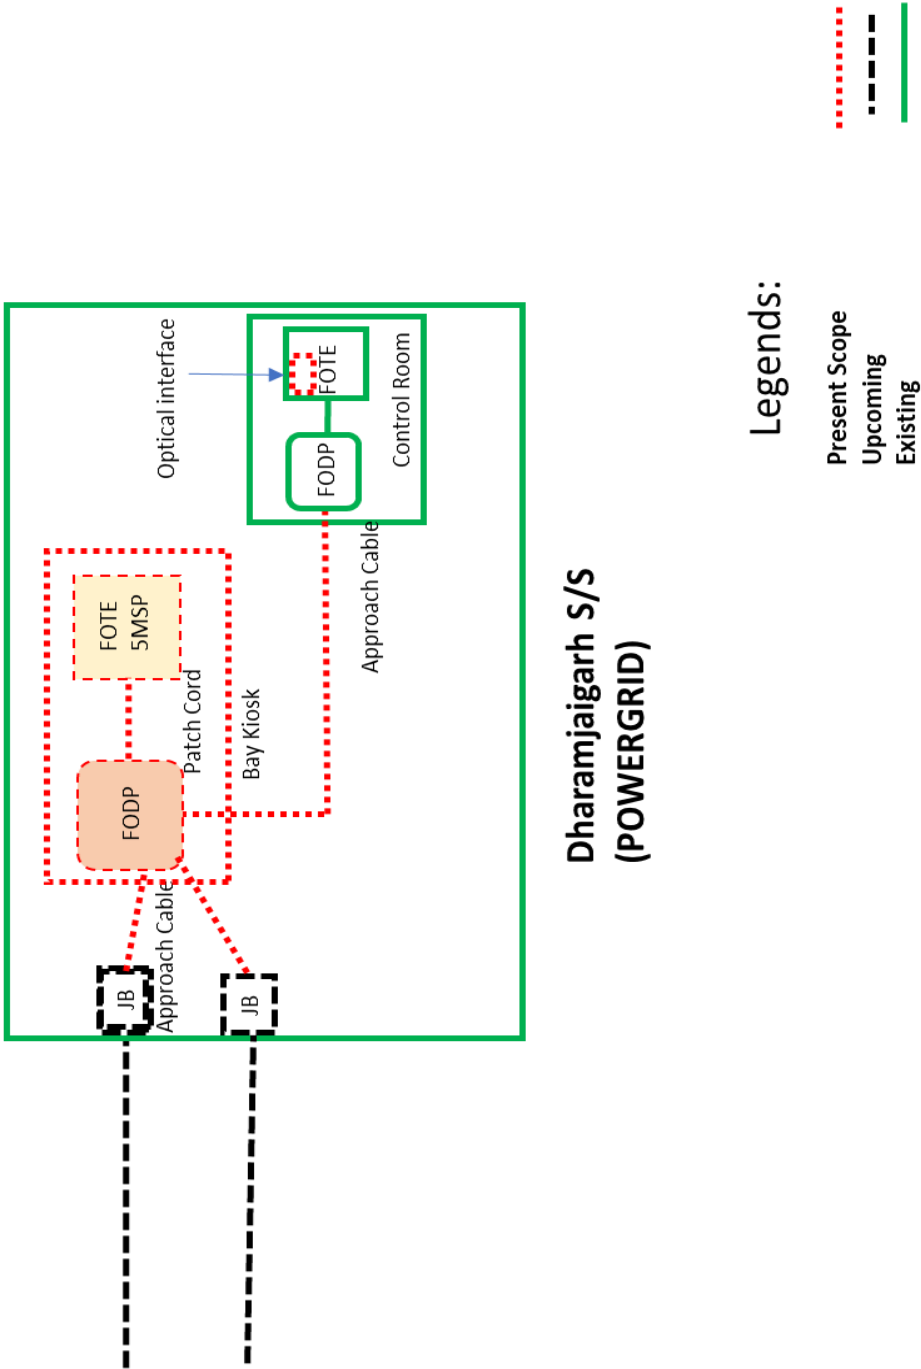 Optical interface
FOTE
FODP
Control Room
Approach Cable
FOTE
5MSP
FODP
Patch Cord
Bay Kiosk
JB
Approach Cable
JB
Dharamjaigarh S/S
(POWERGRID)
Legends:
Present Scope
Upcoming
Existing